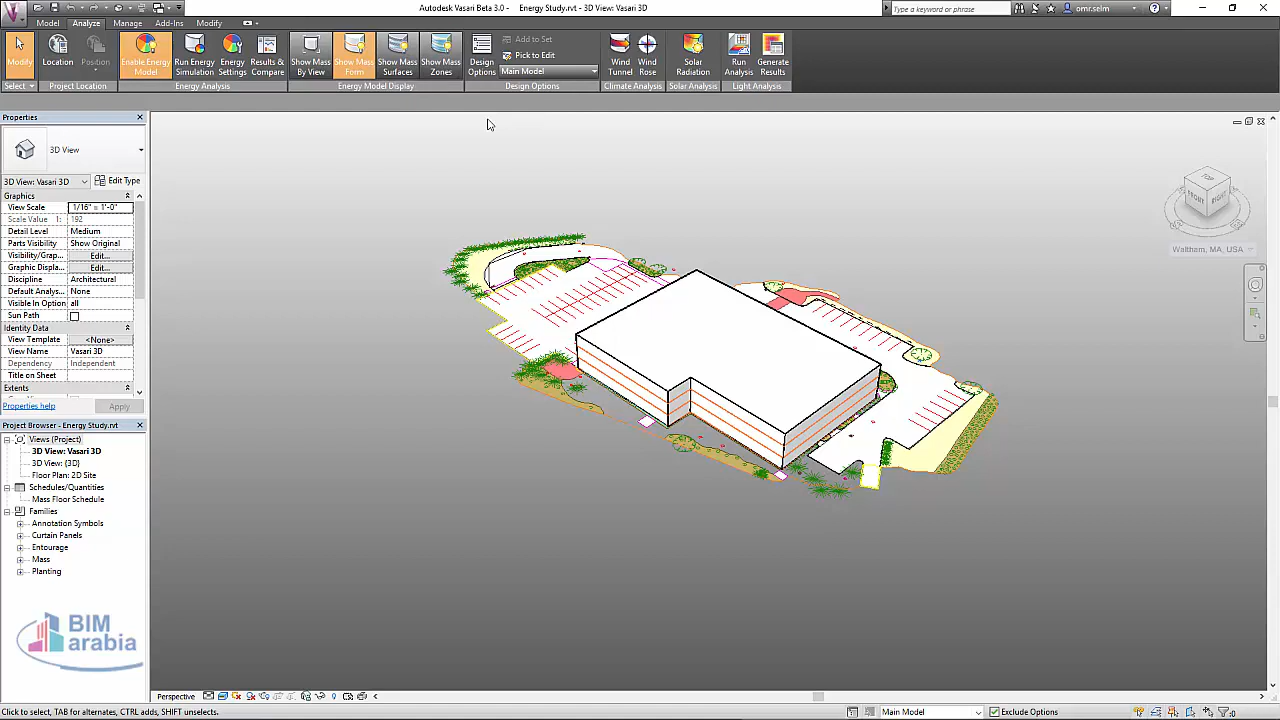 Autodesk Vasari Beta 3.0 - Energy Study.rvt - 3D View: Vasari 3D
Type a keyword or phrase
omr.selm
Model Analyze Manage Add-Ins Modify
Modify
Location
Position
Enable Energy Model
Run Energy Simulation
Energy Settings
Results & Compare
Show Mass By View
Show Mass Form
Show Mass Surfaces
Show Mass Zones
Design Options
Add to Set
Pick to Edit
Main Model
Wind Tunnel
Wind Rose
Solar Radiation
Run Analysis
Generate Results
Select Project Location Energy Analysis Energy Model Display Design Options Climate Analysis Solar Analysis Light Analysis
Properties
3D View
3D View: Vasari 3D Edit Type
Graphics
View Scale 1/16" = 1'-0"
Scale Value 1: 192
Detail Level Medium
Parts Visibility Show Original
Visibility/Grap... Edit...
Graphic Displa... Edit...
Discipline Architectural
Default Analys... None
Visible In Option all
Sun Path
Identity Data
View Template <None>
View Name Vasari 3D
Dependency Independent
Title on Sheet
Extents
Properties help Apply
Project Browser - Energy Study.rvt
Views (Project)
3D View: Vasari 3D
3D View: {3D}
Floor Plan: 2D Site
Schedules/Quantities
Mass Floor Schedule
Families
Annotation Symbols
Curtain Panels
Entourage
Mass
Planting
BIM
arabia
TOP
FRONT
RIGHT
Waltham, MA, USA
Perspective
Click to select, TAB for alternates, CTRL adds, SHIFT unselects.
Main Model
Exclude Options
:0